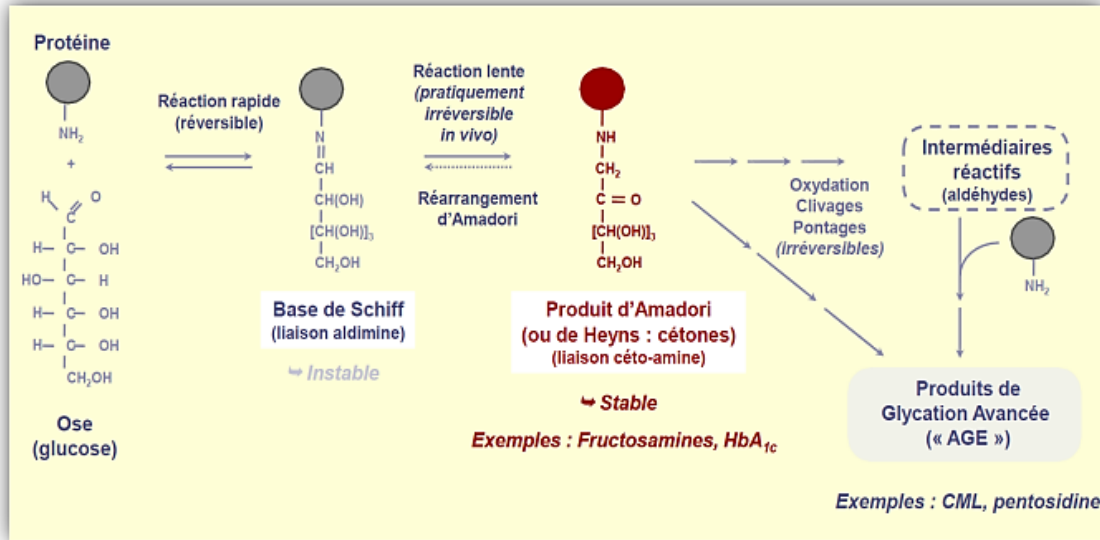 Protéine
NH2
+
H O
C
H— C— OH
HO— C— H
H— C— OH
H— C— OH
CH2OH
Ose
(glucose)
Réaction rapide
(réversible)
N
CH
CH(OH)
[CH(OH)]3
CH2OH
Base de Schiff
(liaison aldimine)
➥ Instable
Réaction lente
(pratiquement
irréversible
in vivo)
Réarrangement
d'Amadori
NH
CH2
C = O
[CH(OH)]3
CH2OH
Produit d'Amadori
(ou de Heyns : cétones)
(liaison céto-amine)
➥ Stable
Exemples : Fructosamines, HbA1c
Oxydation
Clivages
Pontages
(irréversibles)
Intermédiaires
réactifs
(aldéhydes)
NH2
Produits de
Glycation Avancée
(« AGE »)
Exemples : CML, pentosidine